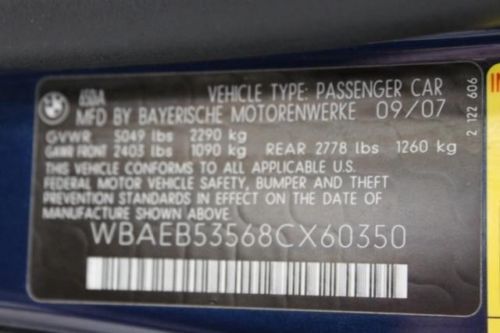 BMW 650iA VEHICLE TYPE: PASSENGER CAR
MFD BY BAYERISCHE MOTORENWERKE 09/07
GVWR 5049 lbs 2290 kg
GAWR FRONT 2403 lbs 1090 kg REAR 2778 lbs 1260 kg
THIS VEHICLE CONFORMS TO ALL APPLICABLE U.S.
FEDERAL MOTOR VEHICLE SAFETY, BUMPER AND THEFT
PREVENTION STANDARDS IN EFFECT ON THE DATE OF
MANUFACTURE SHOWN ABOVE.
WBAEB53568CX60350
2 122 606